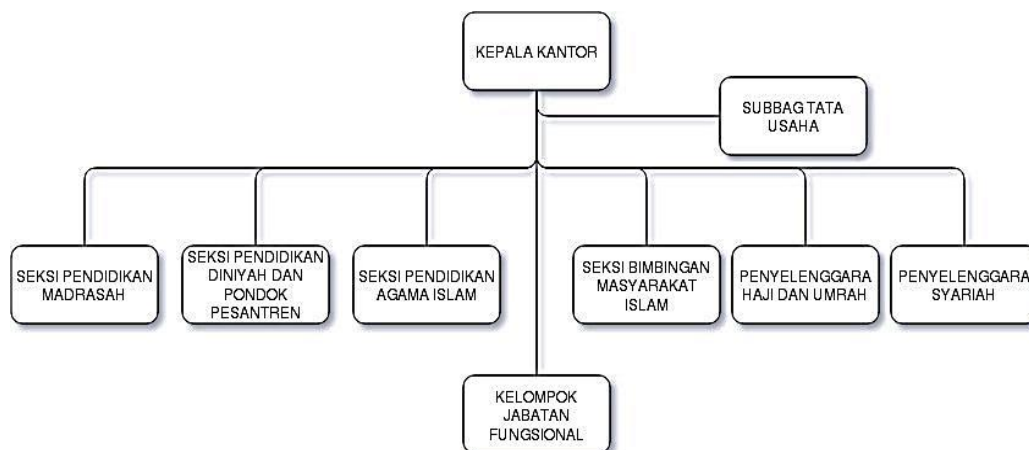 KEPALA KANTOR
SUBBAG TATA
USAHA
SEKSI PENDIDIKAN
MADRASAH
SEKSI PENDIDIKAN
DINIYAH DAN
PONDOK
PESANTREN
SEKSI PENDIDIKAN
AGAMA ISLAM
SEKSI BIMBINGAN
MASYARAKAT
ISLAM
PENYELENGGARA
HAJI DAN UMRAH
PENYELENGGARA
SYARIAH
KELOMPOK
JABATAN
FUNGSIONAL